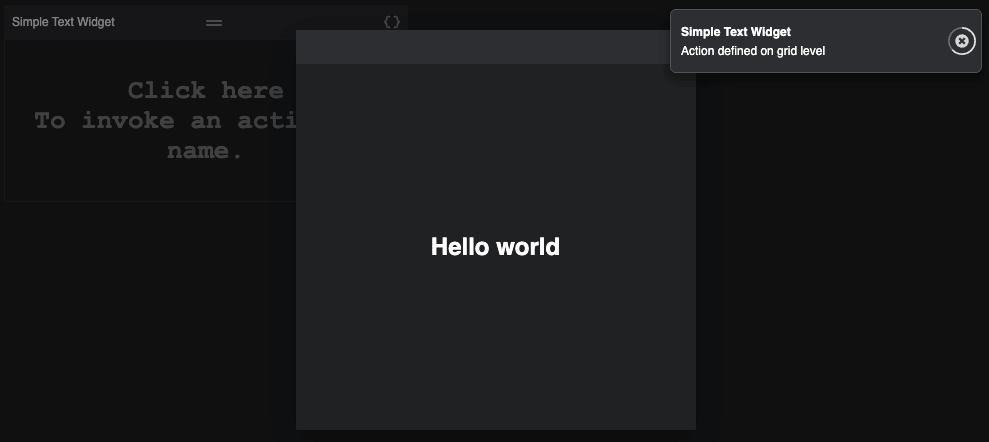 Simple Text Widget
{}
Click here
To invoke an acti
name.
Hello world
Simple Text Widget
Action defined on grid level